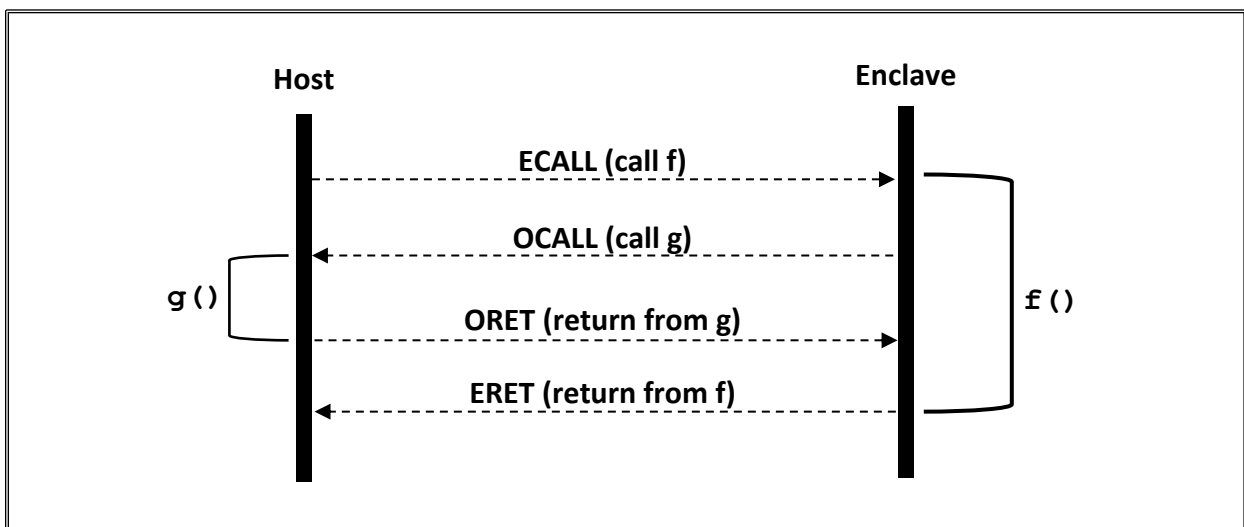 Host
Enclave
ECALL (call f)
OCALL (call g)
g()
f()
ORET (return from g)
ERET (return from f)